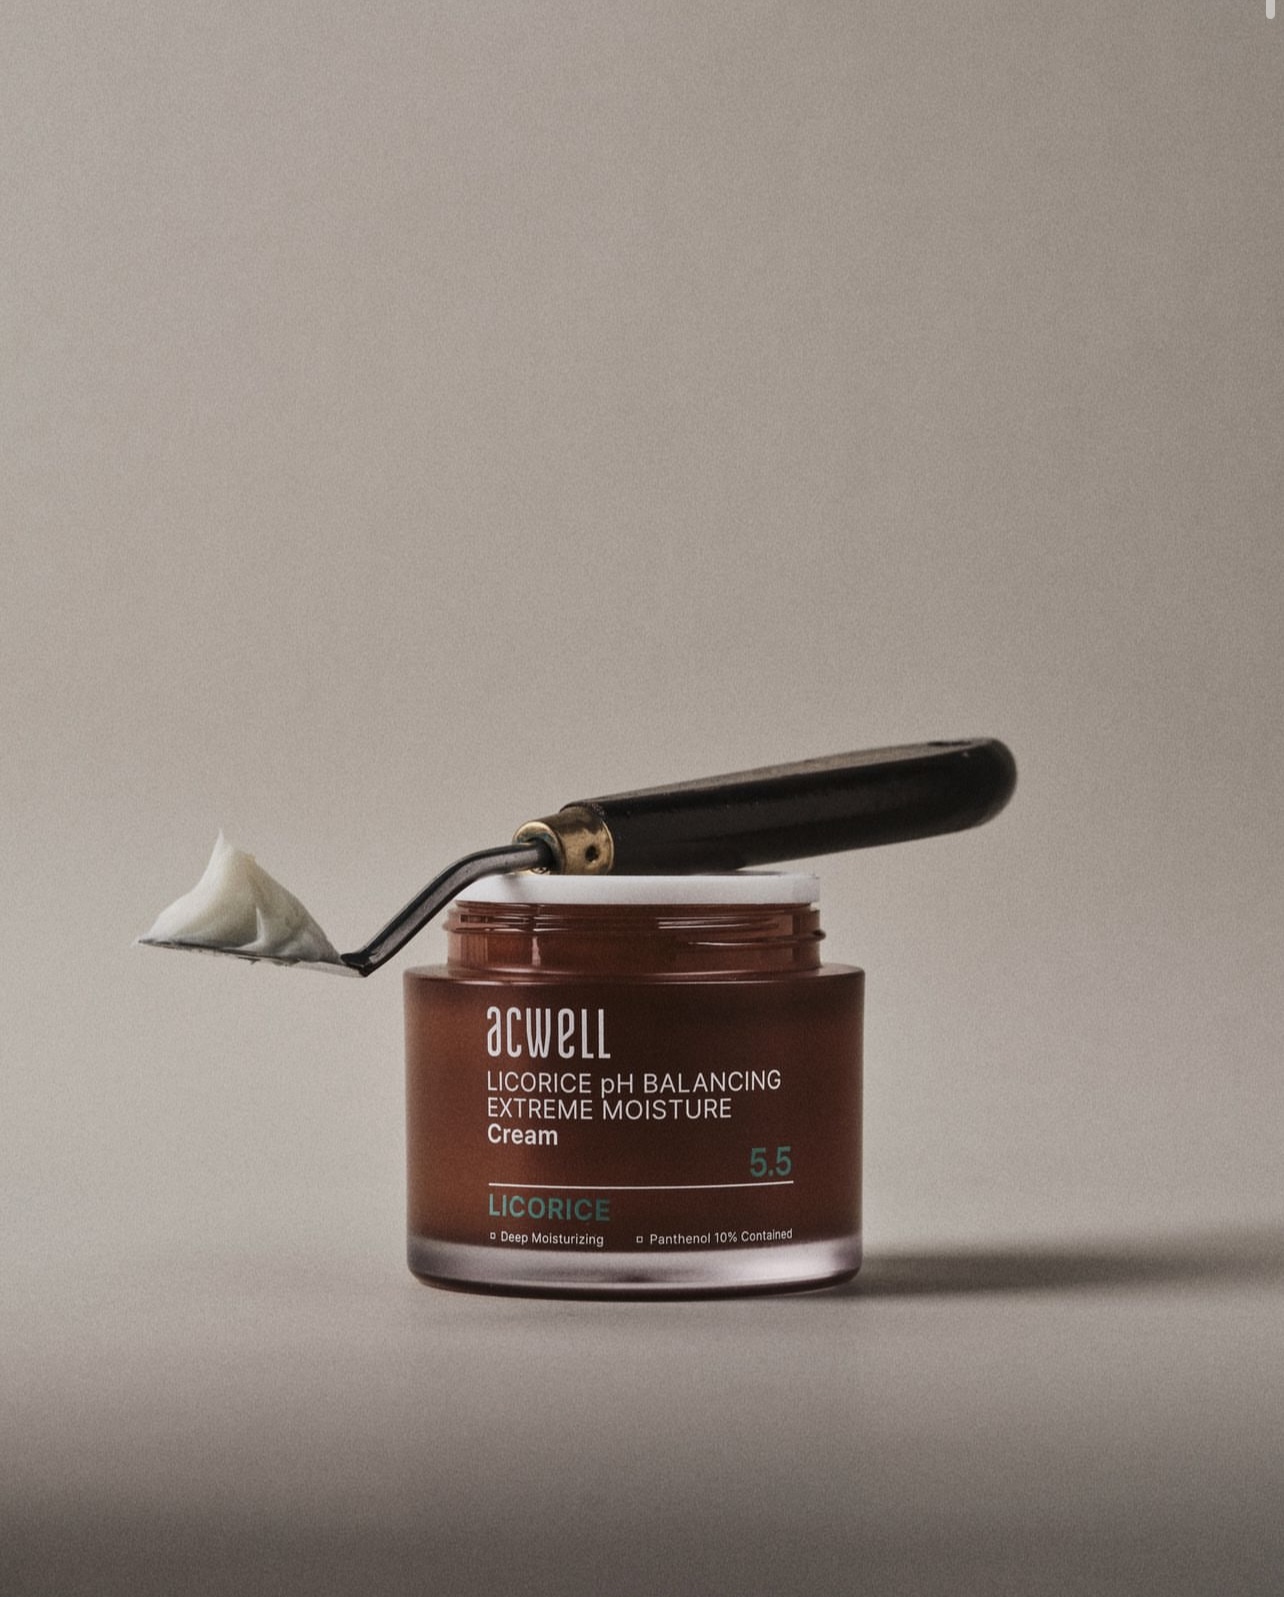 acwell
LICORICE pH BALANCING
EXTREME MOISTURE
Cream
5.5
LICORICE
▫ Deep Moisturizing ▫ Panthenol 10% Contained